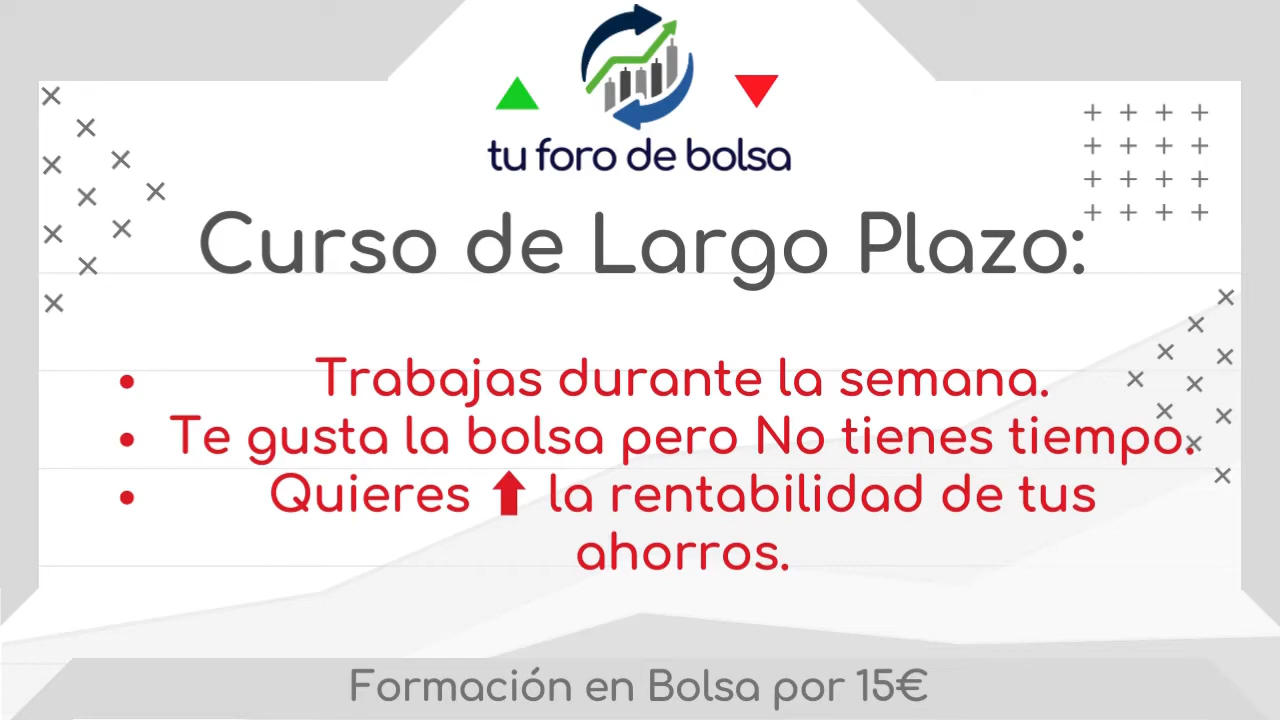 tu foro de bolsa
Curso de Largo Plazo:
• Trabajas durante la semana.
• Te gusta la bolsa pero No tienes tiempo.
• Quieres ⬆ la rentabilidad de tus
ahorros.
Formación en Bolsa por 15€